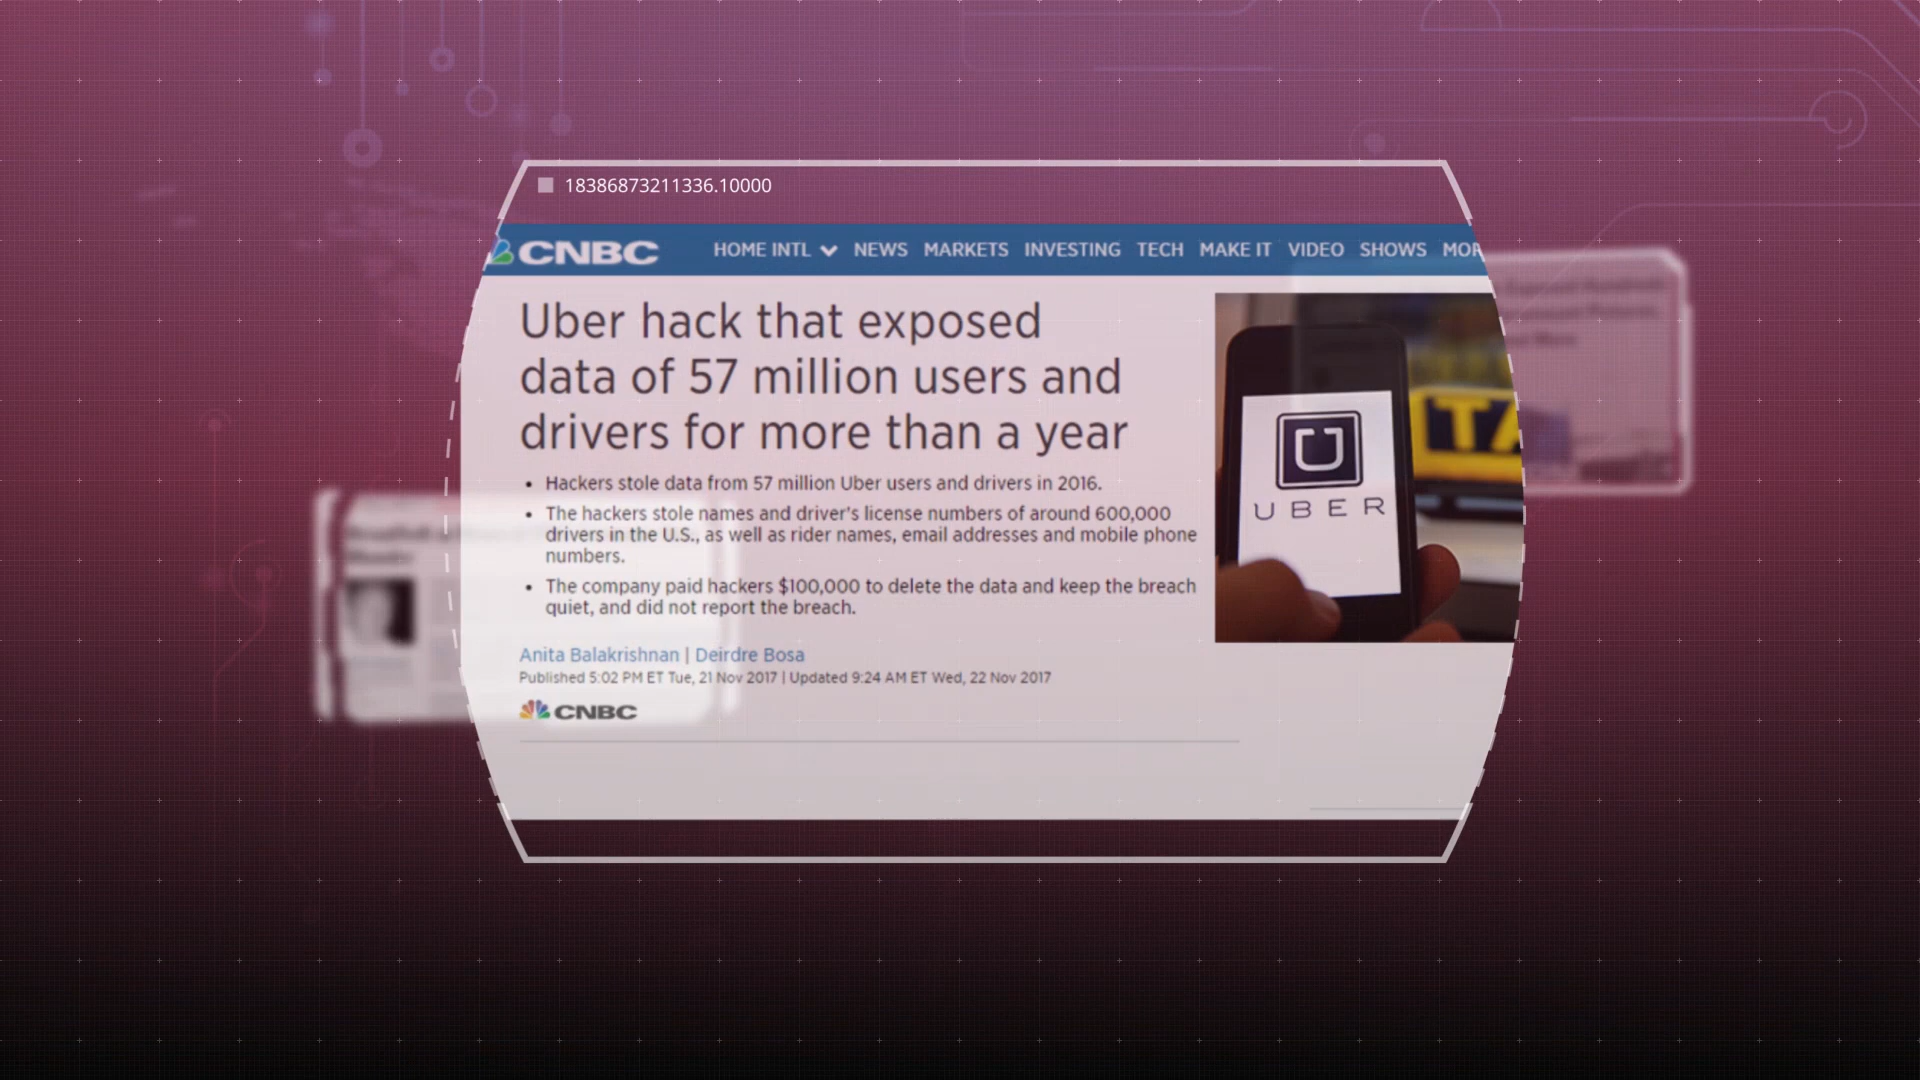 18386873211336.10000
CNBC HOME INTL NEWS MARKETS INVESTING TECH MAKE IT VIDEO SHOWS
Uber hack that exposed
data of 57 million users and
drivers for more than a year
• Hackers stole data from 57 million Uber users and drivers in 2016.
• The hackers stole names and driver's license numbers of around 600,000
drivers in the U.S., as well as rider names, email addresses and mobile phone
numbers.
• The company paid hackers $100,000 to delete the data and keep the breach
quiet, and did not report the breach.
Anita Balakrishnan | Deirdre Bosa
Published 5:02 PM ET Tue, 21 Nov 2017 | Updated 9:24 AM ET Wed, 22 Nov 2017
CNBC
UBER
TA